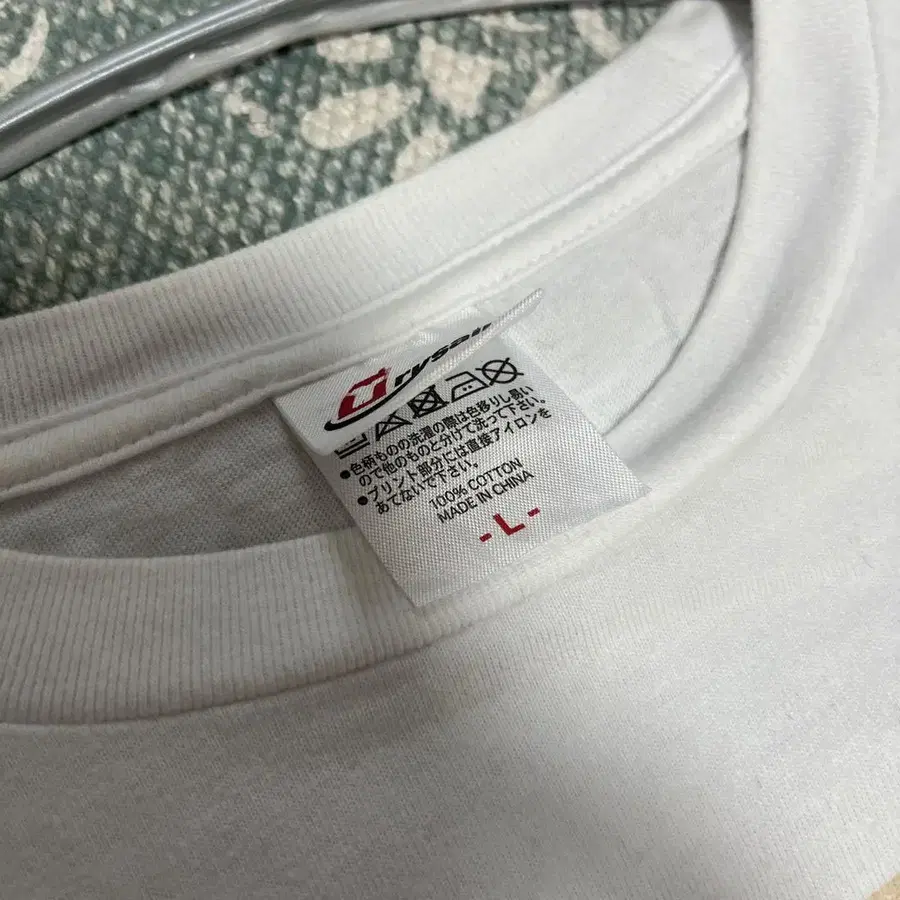 Trysail
●色柄ものの洗濯の際は色移りし易い
ので他のものと分けて洗って下さい。
●プリント部分には直接アイロンを
あてないで下さい。
100% COTTON
MADE IN CHINA
-L-